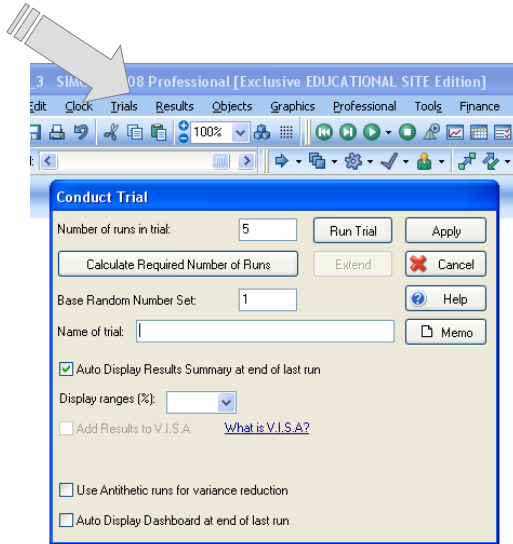 _3 SIM 08 Professional [Exclusive EDUCATIONAL SITE Edition]
Edit Clock Trials Results Objects Graphics Professional Tools Finance
100%
Conduct Trial
Number of runs in trial: 5 Run Trial Apply
Calculate Required Number of Runs Extend Cancel
Base Random Number Set: 1 Help
Name of trial: Memo
Auto Display Results Summary at end of last run
Display ranges (%):
Add Results to V.I.S.A What is V.I.S.A?
Use Antithetic runs for variance reduction
Auto Display Dashboard at end of last run